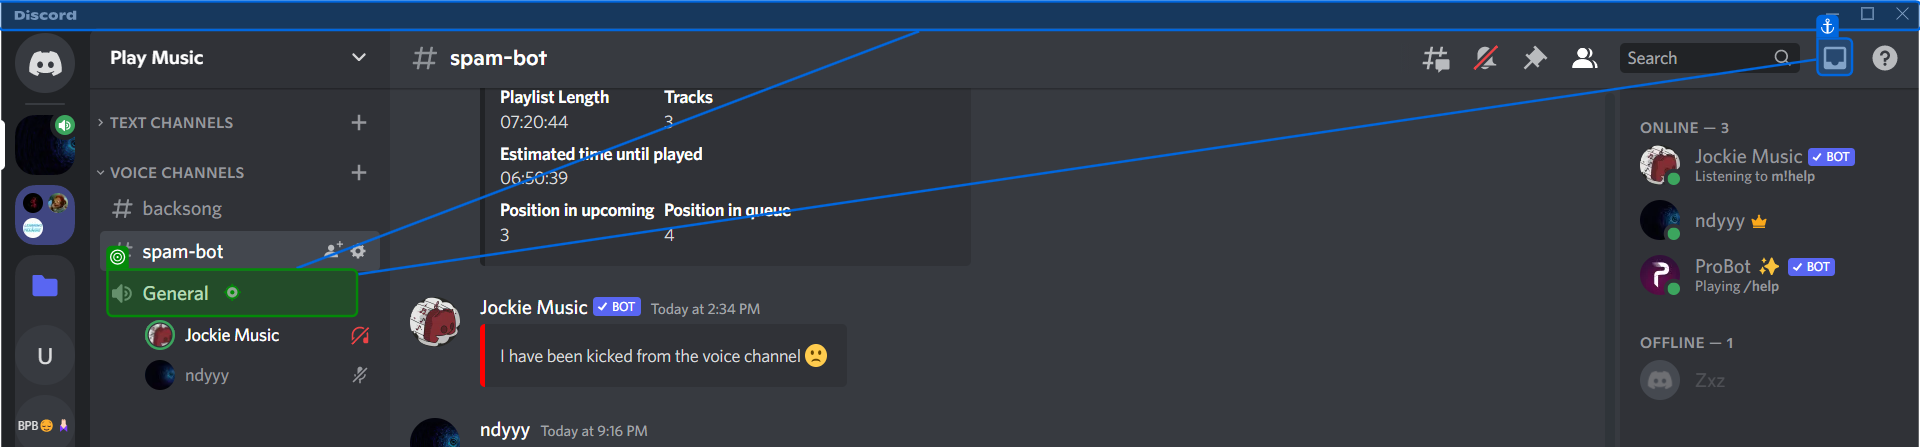 Discord
Play Music
spam-bot
Search
TEXT CHANNELS
VOICE CHANNELS
backsong
spam-bot
General
Jockie Music
ndyyy
U
BPB
Playlist Length Tracks
07:20:44 3
Estimated time until played
06:50:39
Position in upcoming Position in queue
3 4
Jockie Music BOT Today at 2:34 PM
I have been kicked from the voice channel 🙁
ndyyy Today at 9:16 PM
ONLINE — 3
Jockie Music BOT
Listening to m!help
ndyyy
ProBot ✨ BOT
Playing /help
OFFLINE — 1
Zxz